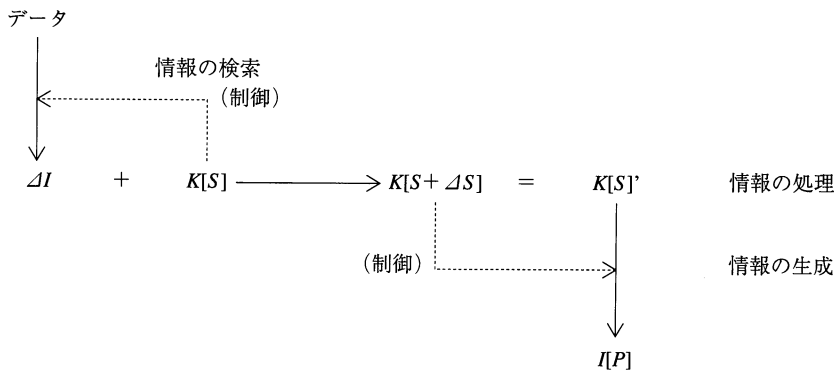 データ
情報の検索
（制御）
⊿I + K[S] K[S+ ⊿S] = K[S]’ 情報の処理
（制御） 情報の生成
I[P]